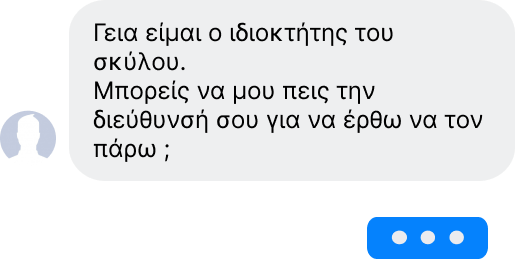 Γεια είμαι ο ιδιοκτήτης του
σκύλου.
Μπορείς να μου πεις την
διεύθυνσή σου για να έρθω να τον
πάρω ;